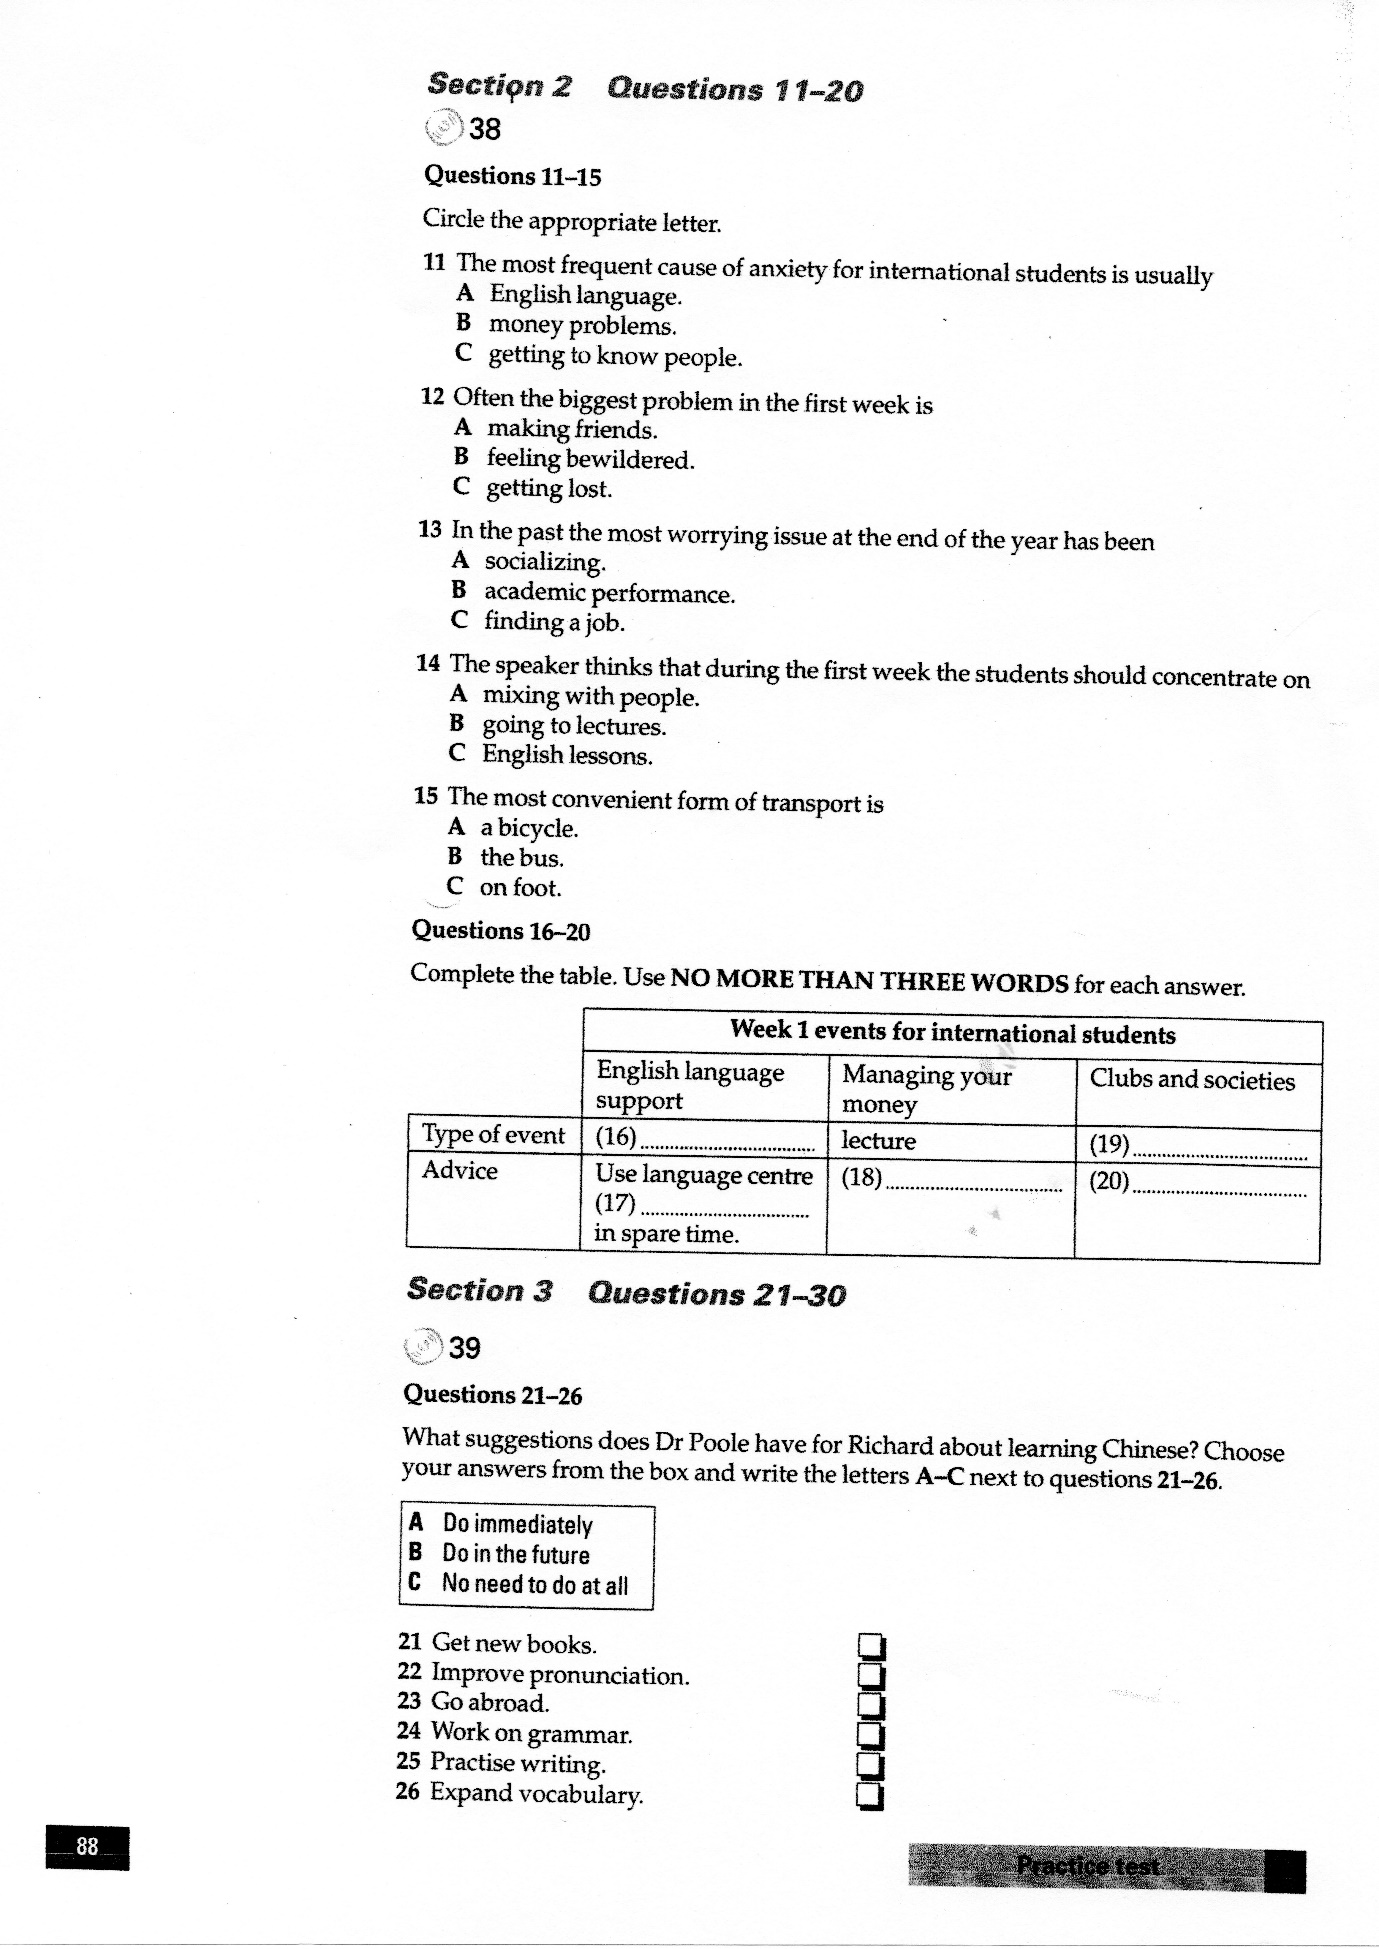 Section 2 Questions 11–20
38
Questions 11–15
Circle the appropriate letter.
11 The most frequent cause of anxiety for international students is usually
A English language.
B money problems.
C getting to know people.
12 Often the biggest problem in the first week is
A making friends.
B feeling bewildered.
C getting lost.
13 In the past the most worrying issue at the end of the year has been
A socializing.
B academic performance.
C finding a job.
14 The speaker thinks that during the first week the students should concentrate on
A mixing with people.
B going to lectures.
C English lessons.
15 The most convenient form of transport is
A a bicycle.
B the bus.
C on foot.
Questions 16–20
Complete the table. Use NO MORE THAN THREE WORDS for each answer.
Week 1 events for international students
English language support
Managing your money
Clubs and societies
Type of event (16).................................. lecture (19)..................................
Advice Use language centre (18).................................. (20)..................................
(17)..................................
in spare time.
Section 3 Questions 21–30
39
Questions 21–26
What suggestions does Dr Poole have for Richard about learning Chinese? Choose
your answers from the box and write the letters A–C next to questions 21–26.
A Do immediately
B Do in the future
C No need to do at all
21 Get new books.
22 Improve pronunciation.
23 Go abroad.
24 Work on grammar.
25 Practise writing.
26 Expand vocabulary.
88
Practice test